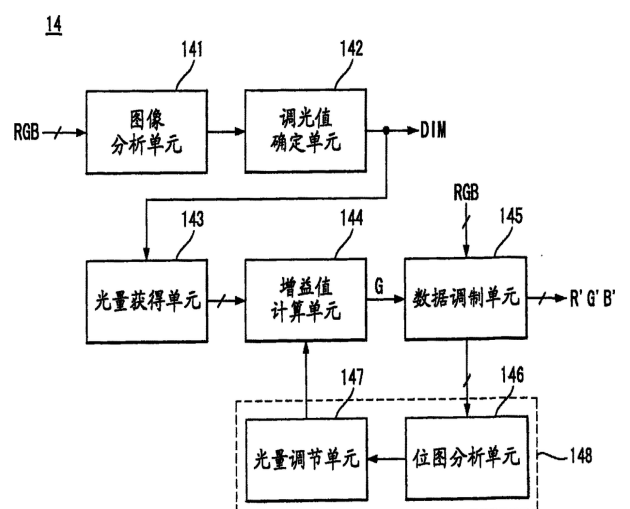 14
141
142
RGB
图像
分析单元
调光值
确定单元
DIM
RGB
143
144
145
光量获得单元
增益值
计算单元
G
数据调制单元
R'G'B'
147
146
光量调节单元
位图分析单元
148